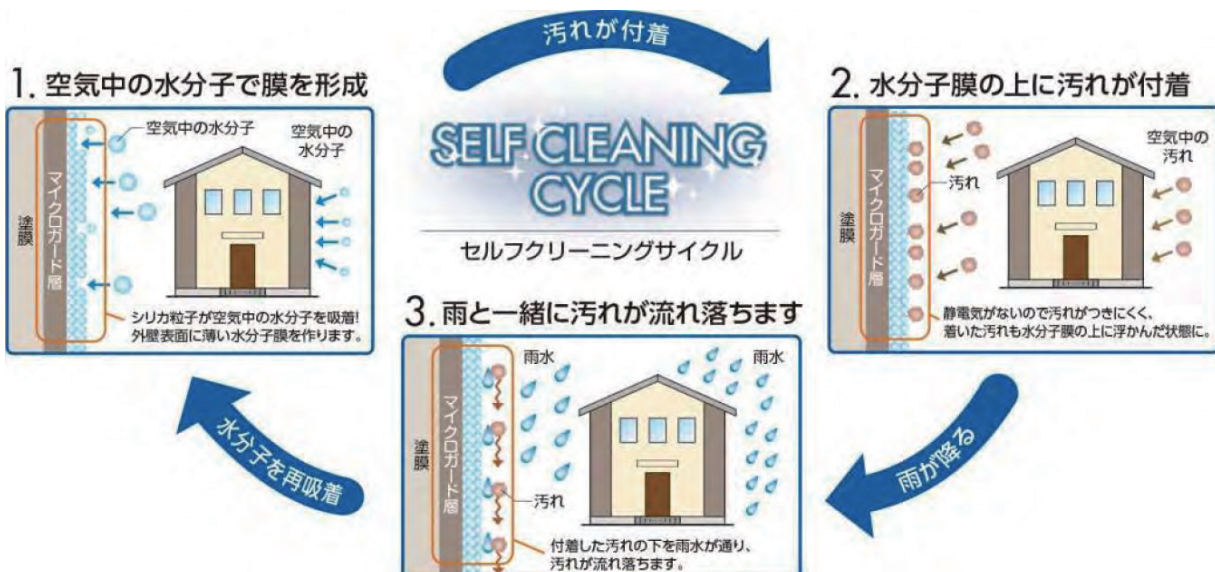 汚れが付着
1. 空気中の水分子で膜を形成
空気中の水分子
空気中の
水分子
塗膜
マイクロガード層
シリカ粒子が空気中の水分子を吸着!
外壁表面に薄い水分子膜を作ります。
SELF CLEANING
CYCLE
セルフクリーニングサイクル
2. 水分子膜の上に汚れが付着
空気中の
汚れ
汚れ
塗膜
マイクロガード層
静電気がないので汚れがつきにくく、
着いた汚れも水分子膜の上に浮かんだ状態に。
雨が降る
3. 雨と一緒に汚れが流れ落ちます
雨水
雨水
塗膜
マイクロガード層
汚れ
付着した汚れの下を雨水が通り、
汚れが流れ落ちます。
水分子を再吸着